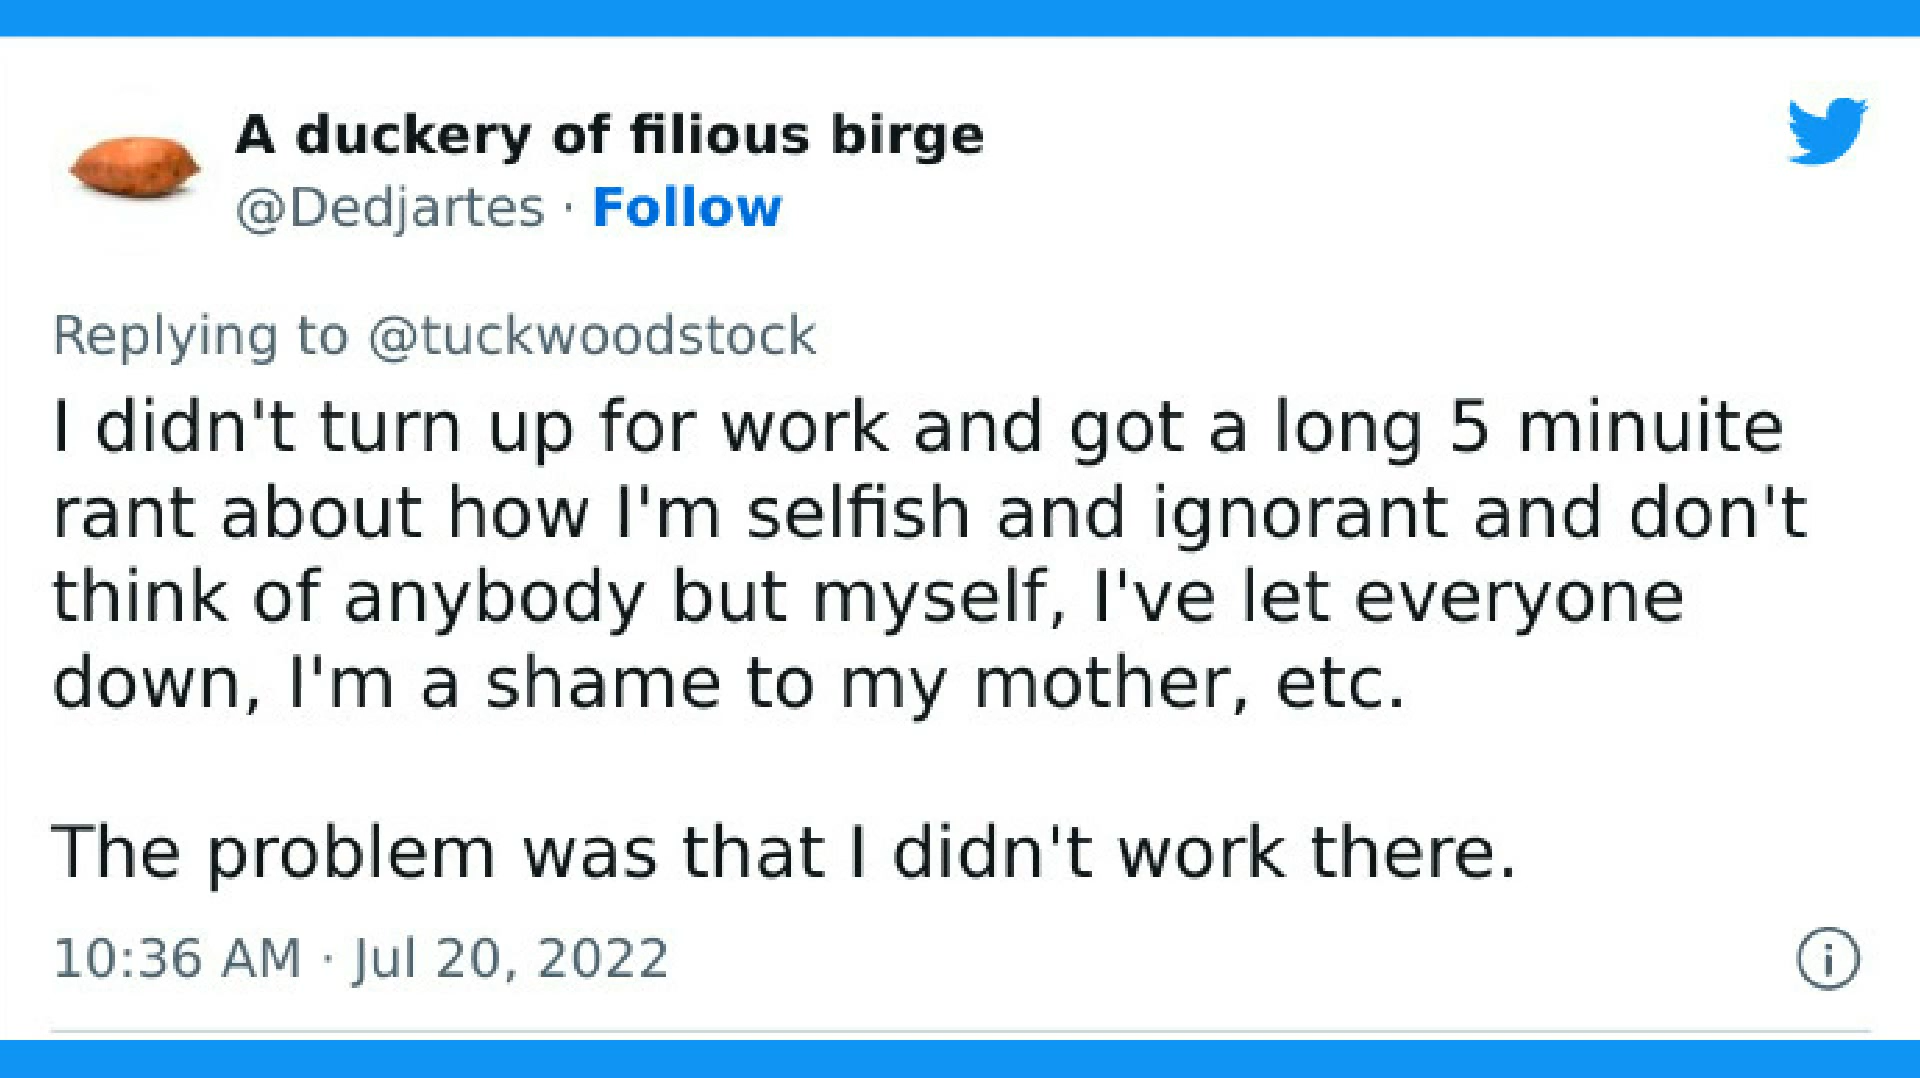 A duckery of filious birge
@Dedjartes · Follow
Replying to @tuckwoodstock
I didn't turn up for work and got a long 5 minuite
rant about how I'm selfish and ignorant and don't
think of anybody but myself, I've let everyone
down, I'm a shame to my mother, etc.
The problem was that I didn't work there.
10:36 AM · Jul 20, 2022